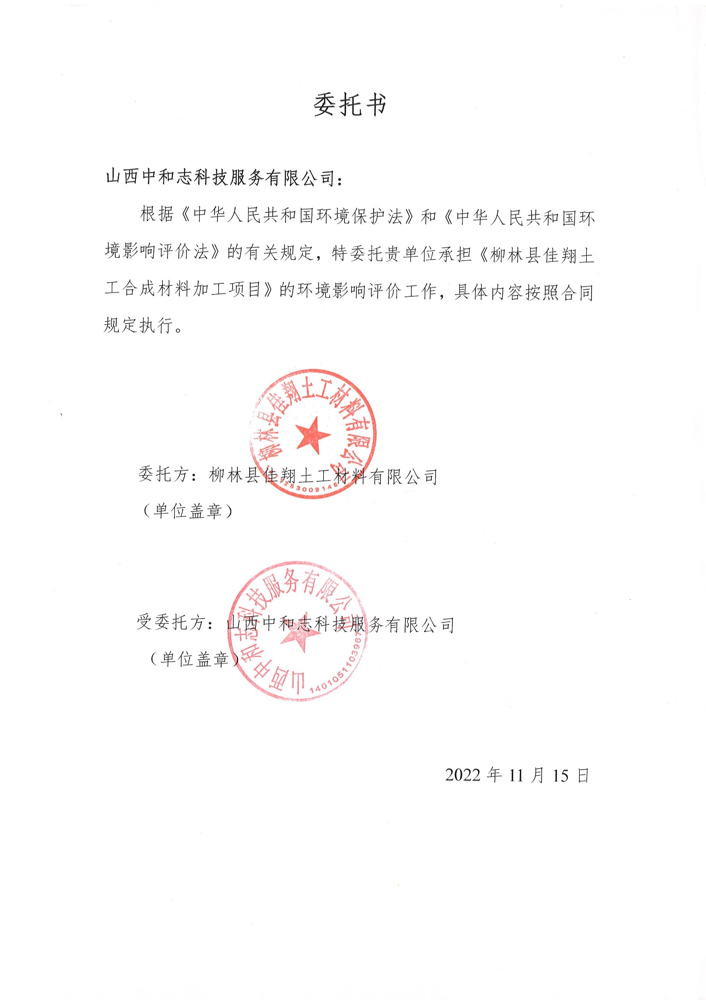 委托书
山西中和志科技服务有限公司：
根据《中华人民共和国环境保护法》和《中华人民共和国环
境影响评价法》的有关规定，特委托贵单位承担《柳林县佳翔土
工合成材料加工项目》的环境影响评价工作，具体内容按照合同
规定执行。
柳林县佳翔土工材料有限公司
委托方：柳林县佳翔土工材料有限公司
（单位盖章）
山西中和志科技服务有限公司
1401051103967
受委托方：山西中和志科技服务有限公司
（单位盖章）
2022 年 11 月 15 日